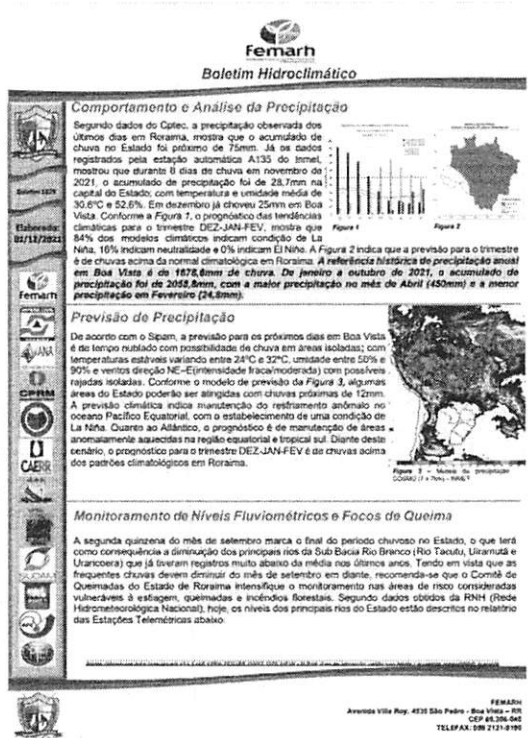 Femarh
Boletim Hidroclimático
Comportamento e Análise da Precipitação
Segundo dados do Cptec, a precipitação observada dos
últimos dias em Roraima, mostra que o acumulado de
chuva no Estado foi próximo de 75mm. Já os dados
registrados pela estação automática A135 do Inmet,
mostrou que durante 8 dias de chuva em novembro de
2021, o acumulado de precipitação foi de 28,7mm na
capital do Estado, com temperatura e umidade média de
30.6°C e 52,6%. Em dezembro já choveu 25mm em Boa
Vista. Conforme a Figura 1, o prognóstico das tendências
climáticas para o trimestre DEZ-JAN-FEV, mostra que
84% dos modelos climáticos indicam condição de La
Niña, 16% indicam neutralidade e 0% indicam El Niño. A Figura 2 indica que a previsão para o trimestre
é de chuvas acima da normal climatológica em Roraima. A referência histórica de precipitação anual
em Boa Vista é de 1678,8mm de chuva. De janeiro a outubro de 2021, o acumulado de
precipitação foi de 2058,8mm, com a maior precipitação no mês de Abril (450mm) e a menor
precipitação em Fevereiro (24,8mm).
Figura 1
Figura 2
Elaborado:
01/12/2021
Femarh
ANA
CPRM
CAERR
Previsão de Precipitação
De acordo com o Sipam, a previsão para os próximos dias em Boa Vista
é de tempo nublado com possibilidade de chuva em áreas isoladas; com
temperaturas estáveis variando entre 24°C e 32°C, umidade entre 50% e
90% e ventos direção NE–E(intensidade fraca/moderada) com possíveis
rajadas isoladas. Conforme o modelo de previsão da Figura 3, algumas
áreas do Estado poderão ser atingidas com chuvas próximas de 12mm.
A previsão climática indica manutenção do resfriamento anômalo no
oceano Pacífico Equatorial, com o estabelecimento de uma condição de
La Niña. Quanto ao Atlântico, o prognóstico é de manutenção de áreas
anomalamente aquecidas na região equatorial e tropical sul. Diante deste
cenário, o prognóstico para o trimestre DEZ-JAN-FEV é de chuvas acima
dos padrões climatológicos em Roraima.
Figura 3 – Modelo de precipitação
COSMO (7 x 7km) - INMET
Monitoramento de Níveis Fluviométricos e Focos de Queima
A segunda quinzena do mês de setembro marca o final do período chuvoso no Estado, o que terá
como consequência a diminuição dos principais rios da Sub Bacia Rio Branco (Rio Tacutu, Uiramutã e
Uraricoera) que já tiveram registros muito abaixo da média nos últimos anos. Tendo em vista que as
frequentes chuvas devem diminuir do mês de setembro em diante, recomenda-se que o Comitê de
Queimadas do Estado de Roraima intensifique o monitoramento nas áreas de risco consideradas
vulneráveis à estiagem, queimadas e incêndios florestais. Segundo dados obtidos da RNH (Rede
Hidrometeorológica Nacional), hoje, os níveis dos principais rios do Estado estão descritos no relatório
das Estações Telemétricas abaixo:
FEMARH
Avenida Ville Roy, 4935 São Pedro - Boa Vista – RR
CEP 69.306-040
TELEFAX: 095 2121-9190